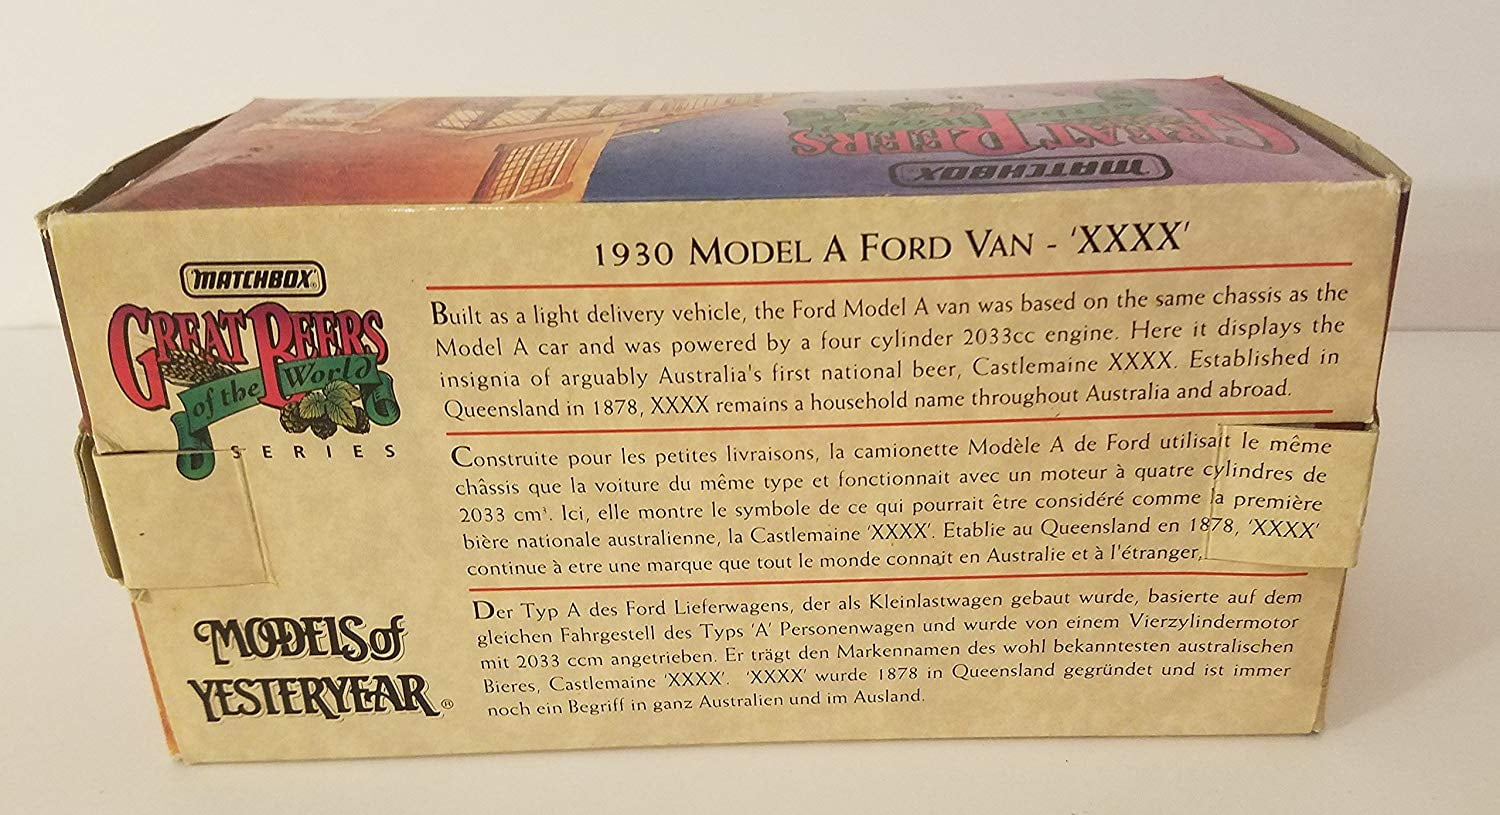 GREAT BEERS
MATCHBOX
1930 MODEL A FORD VAN - 'XXXX'
MATCHBOX®
GREAT BEERS
of the World
SERIES
Built as a light delivery vehicle, the Ford Model A van was based on the same chassis as the
Model A car and was powered by a four cylinder 2033cc engine. Here it displays the
insignia of arguably Australia's first national beer, Castlemaine XXXX. Established in
Queensland in 1878, XXXX remains a household name throughout Australia and abroad.
Construite pour les petites livraisons, la camionette Modèle A de Ford utilisait le même
châssis que la voiture du même type et fonctionnait avec un moteur à quatre cylindres de
2033 cm³. Ici, elle montre le symbole de ce qui pourrait être considéré comme la première
bière nationale australienne, la Castlemaine 'XXXX'. Etablie au Queensland en 1878, 'XXXX'
continue à etre une marque que tout le monde connait en Australie et à l'étranger,
MODELS of
YESTERYEAR®
Der Typ A des Ford Lieferwagens, der als Kleinlastwagen gebaut wurde, basierte auf dem
gleichen Fahrgestell des Typs 'A' Personenwagen und wurde von einem Vierzylindermotor
mit 2033 ccm angetrieben. Er trägt den Markennamen des wohl bekanntesten australischen
Bieres, Castlemaine 'XXXX'. 'XXXX' wurde 1878 in Queensland gegründet und ist immer
noch ein Begriff in ganz Australien und im Ausland.